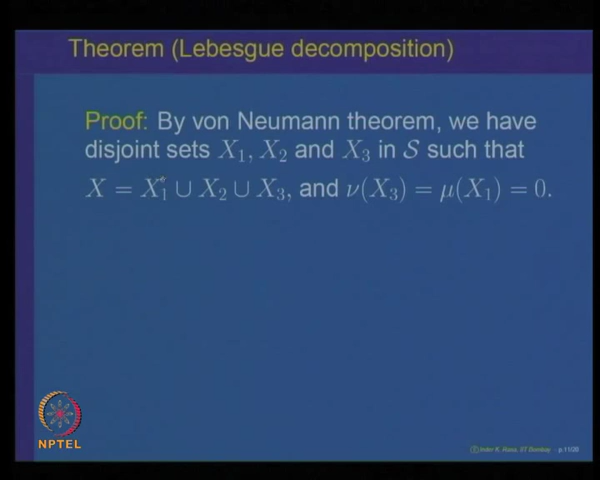 Theorem (Lebesgue decomposition)
Proof: By von Neumann theorem, we have
disjoint sets X₁, X₂ and X₃ in 𝒮 such that
X = X₁ ∪ X₂ ∪ X₃, and ν(X₃) = μ(X₁) = 0.
NPTEL
© Inder K. Rana, IIT Bombay - p.11/20